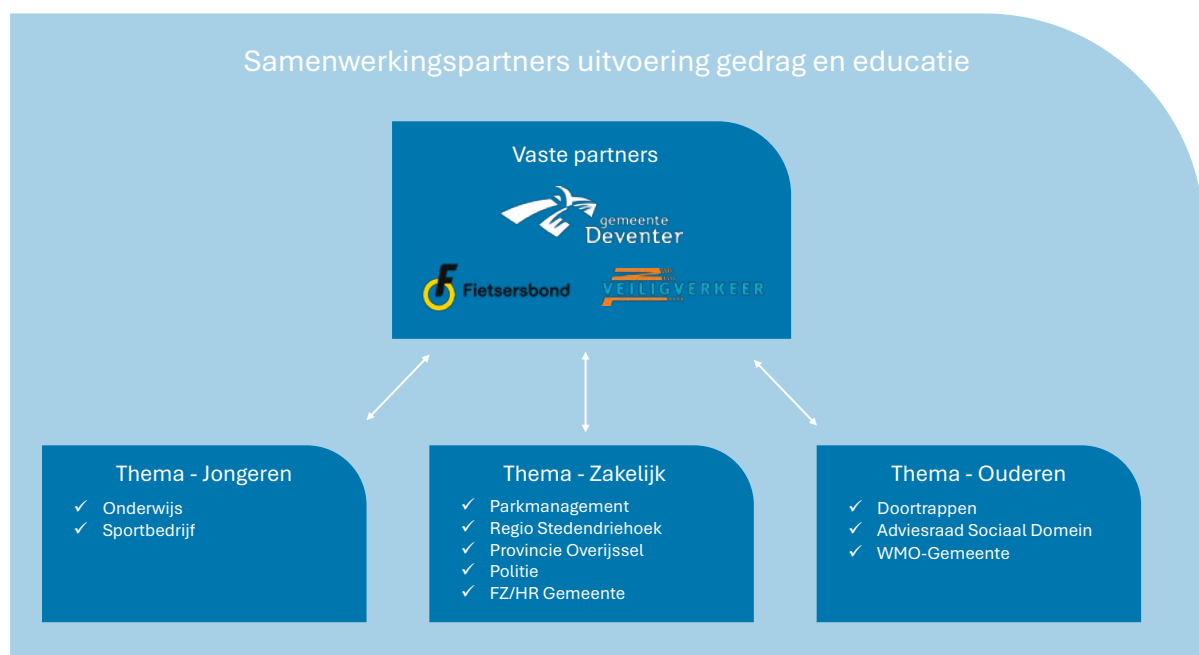 Samenwerkingspartners uitvoering gedrag en educatie
Vaste partners
gemeente
Deventer
Fietsersbond
VEILIGVERKEER
Thema - Jongeren
✓ Onderwijs
✓ Sportbedrijf
Thema - Zakelijk
✓ Parkmanagement
✓ Regio Stedendriehoek
✓ Provincie Overijssel
✓ Politie
✓ FZ/HR Gemeente
Thema - Ouderen
✓ Doortrappen
✓ Adviesraad Sociaal Domein
✓ WMO-Gemeente